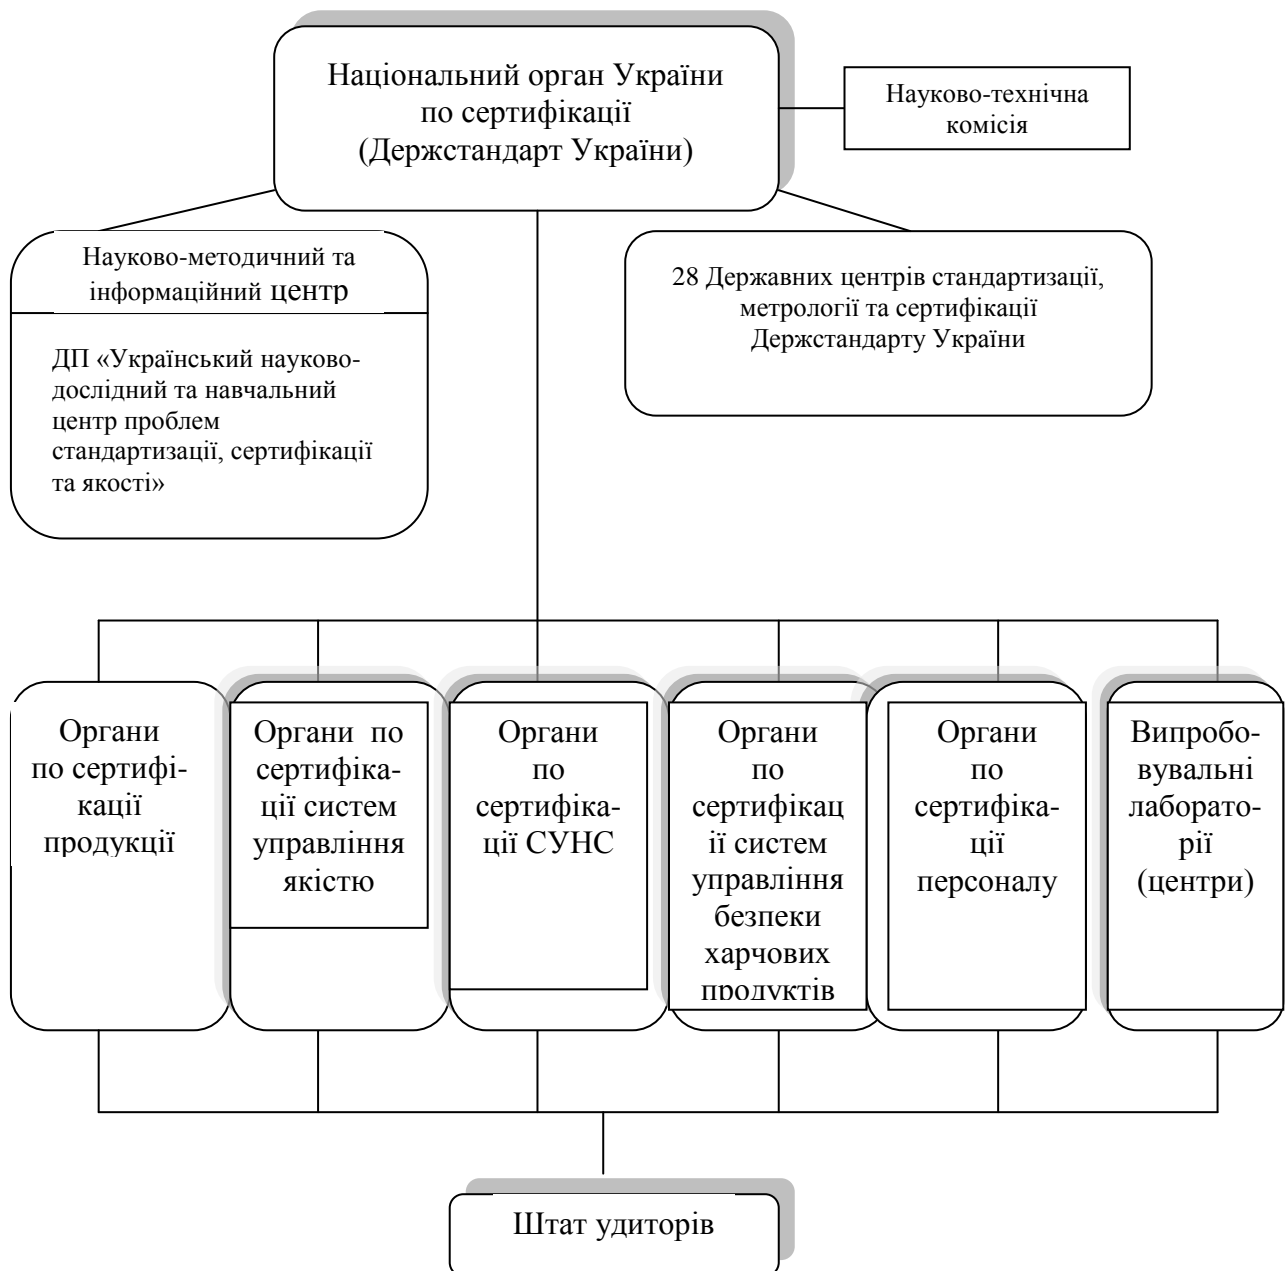 Національний орган України
по сертифікації
(Держстандарт України)
Науково-технічна
комісія
Науково-методичний та
інформаційний центр
ДП «Український науково-
дослідний та навчальний
центр проблем
стандартизації, сертифікації
та якості»
28 Державних центрів стандартизації,
метрології та сертифікації
Держстандарту України
Органи
по сертифі-
кації
продукції
Органи по
сертифіка-
ції систем
управління
якістю
Органи
по
сертифіка-
ції СУНС
Органи
по
сертифікац
ії систем
управління
безпеки
харчових
продуктів
Органи
по
сертифіка-
ції
персоналу
Випробо-
вувальні
лаборато-
рії
(центри)
Штат удиторів